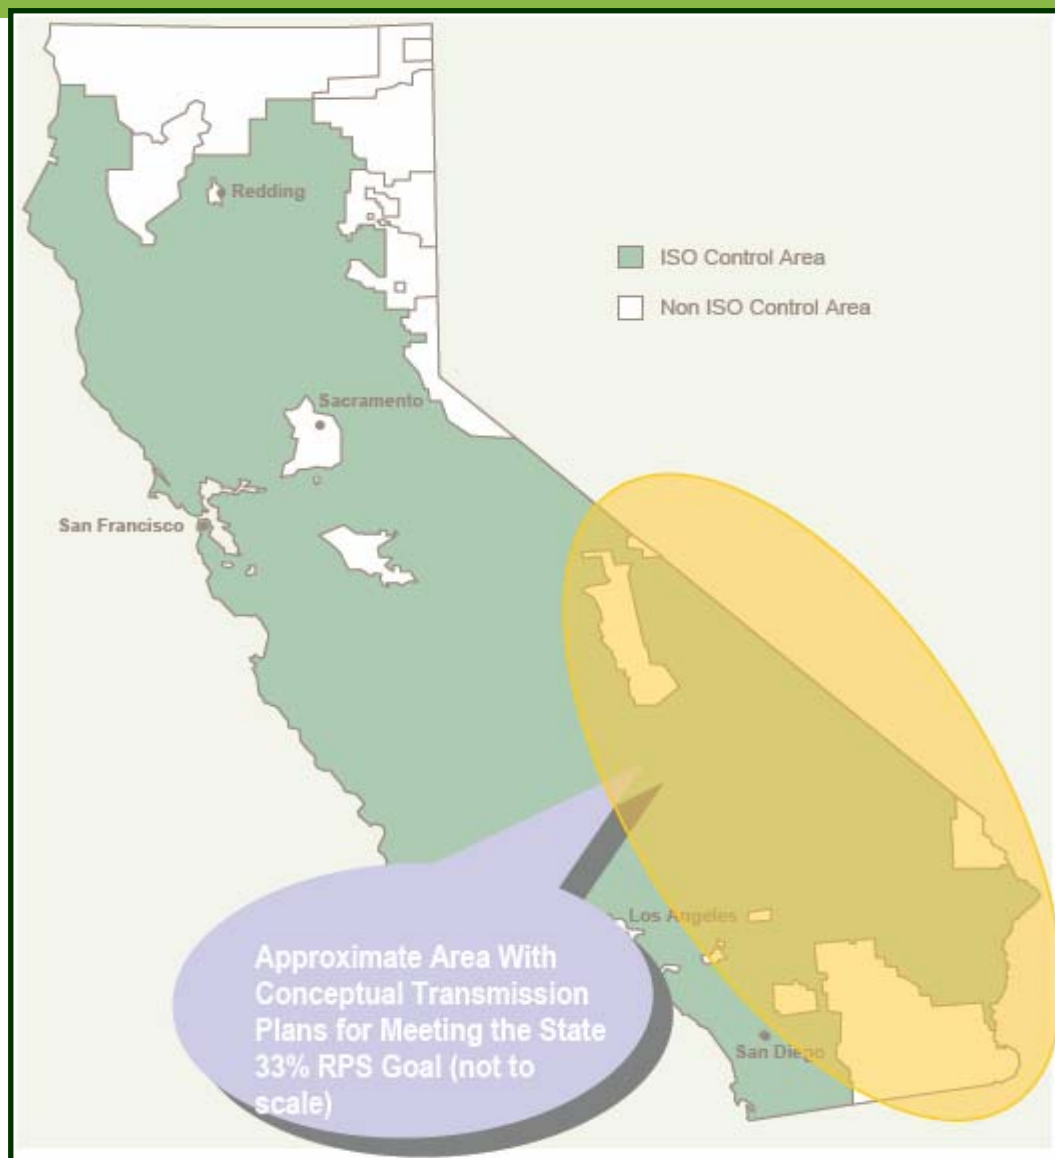 Redding
ISO Control Area
Non ISO Control Area
Sacramento
San Francisco
Los Angeles
Approximate Area With
Conceptual Transmission
Plans for Meeting the State
33% RPS Goal (not to
scale)
San Diego